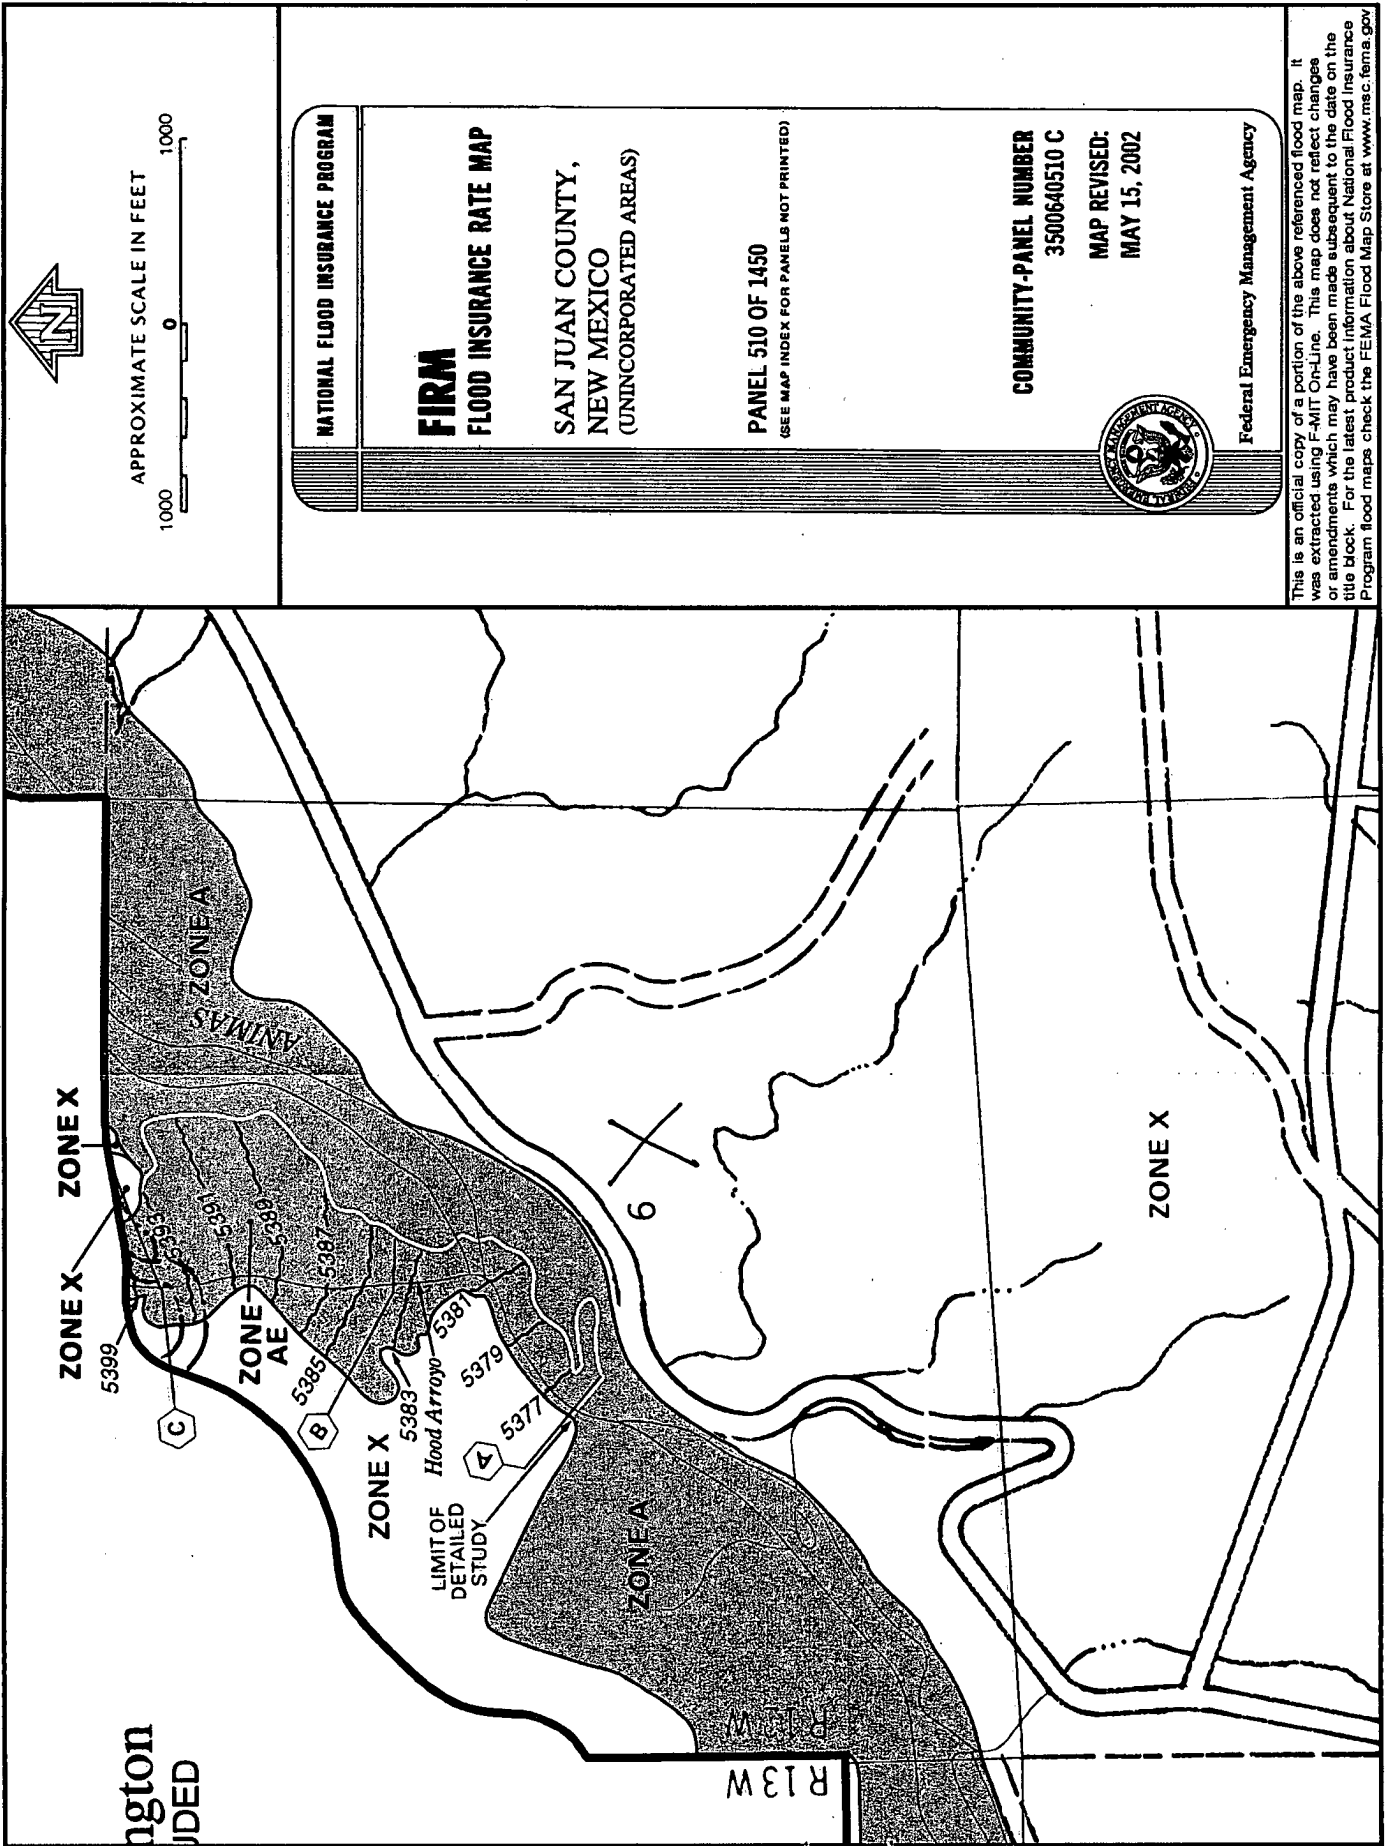 APPROXIMATE SCALE IN FEET
1000 0 1000
N
NATIONAL FLOOD INSURANCE PROGRAM
FIRM
FLOOD INSURANCE RATE MAP
SAN JUAN COUNTY,
NEW MEXICO
(UNINCORPORATED AREAS)
PANEL 510 OF 1450
(SEE MAP INDEX FOR PANELS NOT PRINTED)
COMMUNITY-PANEL NUMBER
3500640510 C
MAP REVISED:
MAY 15, 2002
FEDERAL EMERGENCY MANAGEMENT AGENCY
Federal Emergency Management Agency
This is an official copy of a portion of the above referenced flood map. It
was extracted using F-MIT On-Line. This map does not reflect changes
or amendments which may have been made subsequent to the date on the
title block. For the latest product information about National Flood Insurance
Program flood maps check the FEMA Flood Map Store at www.msc.fema.gov
ngton
UDED
ZONE X
ZONE X
5399
C
5393
5391
5389
5387
ZONE
AE
5385
B
ZONE X
5383
Hood Arroyo
5381
5379
A
5377
LIMIT OF
DETAILED
STUDY
ZONE A
ANIMAS
ZONE A
6
ZONE X
R 13 W